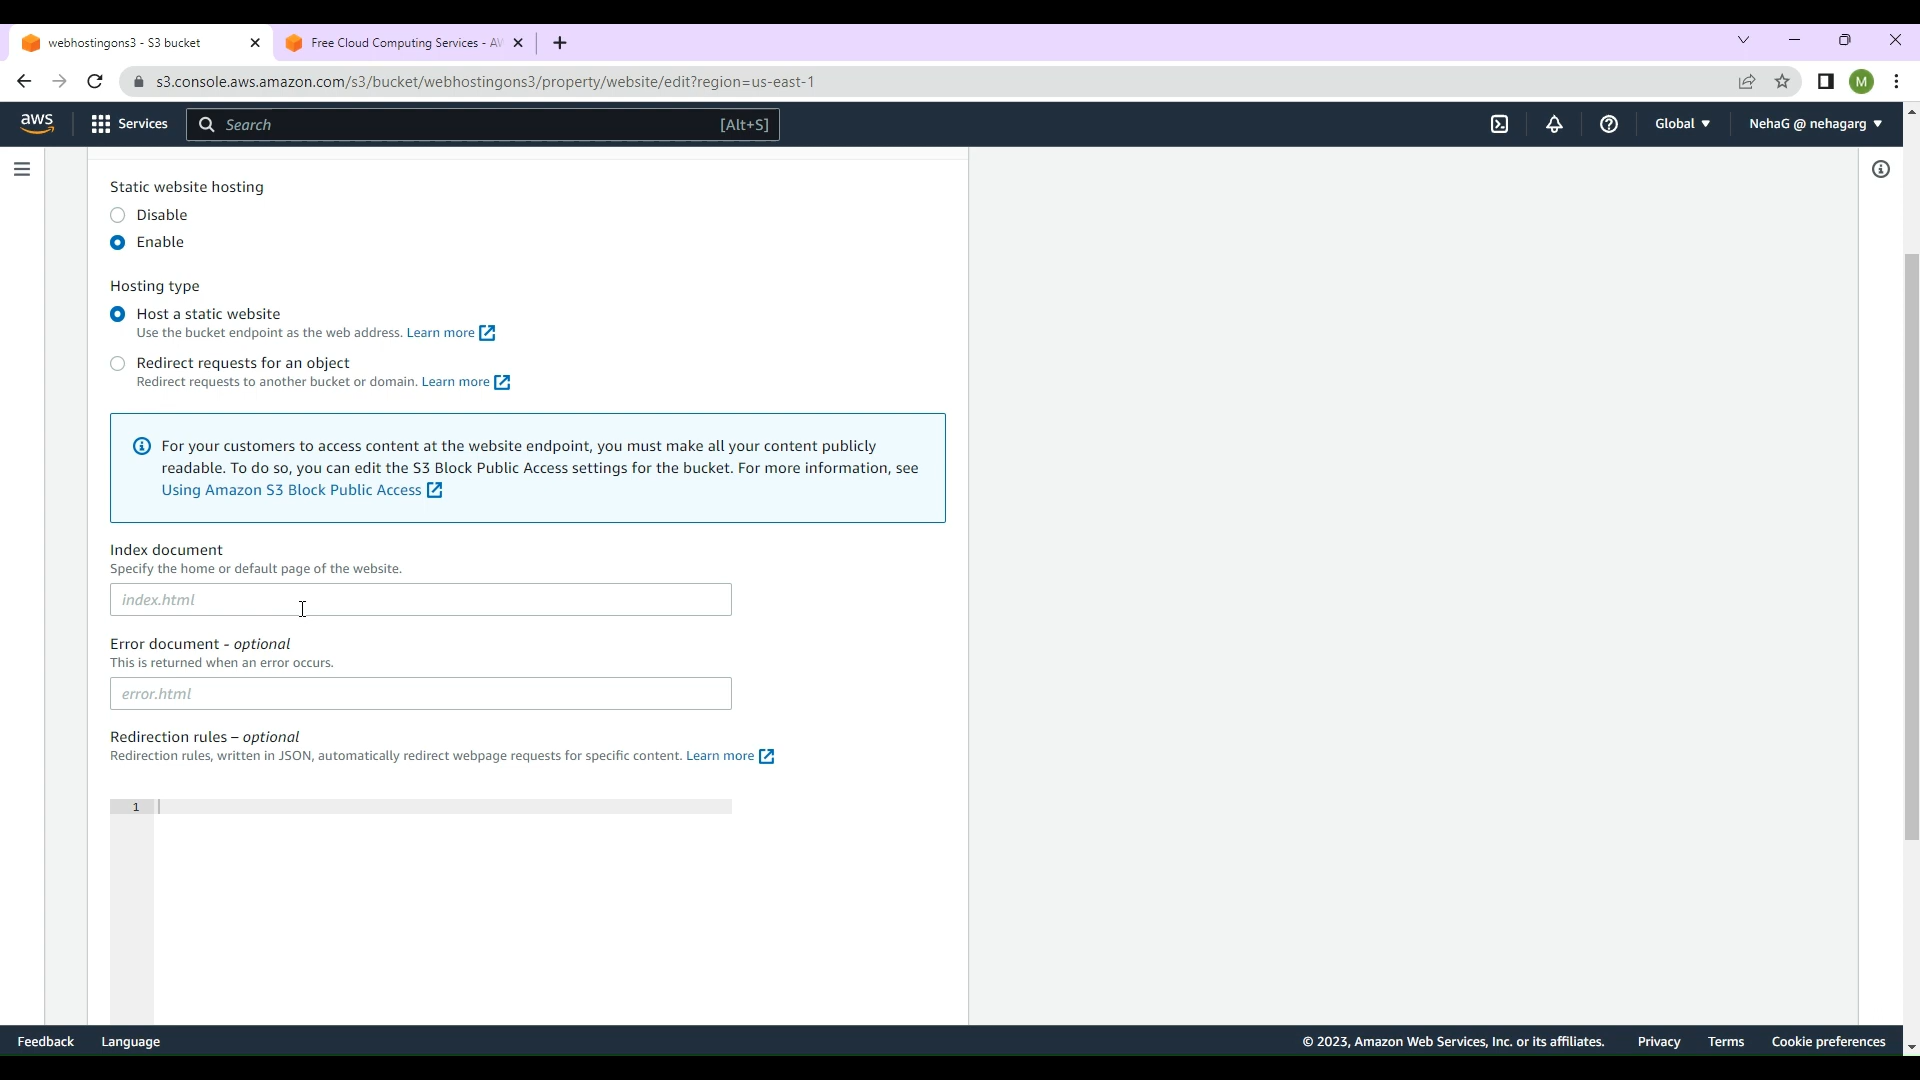 webhostingons3 - S3 bucket
Free Cloud Computing Services - AW
s3.console.aws.amazon.com/s3/bucket/webhostingons3/property/website/edit?region=us-east-1
M
aws
Services
Search
[Alt+S]
Global
NehaG @ nehagarg
Static website hosting
Disable
Enable
Hosting type
Host a static website
Use the bucket endpoint as the web address. Learn more
Redirect requests for an object
Redirect requests to another bucket or domain. Learn more
For your customers to access content at the website endpoint, you must make all your content publicly
readable. To do so, you can edit the S3 Block Public Access settings for the bucket. For more information, see
Using Amazon S3 Block Public Access
Index document
Specify the home or default page of the website.
index.html
Error document - optional
This is returned when an error occurs.
error.html
Redirection rules – optional
Redirection rules, written in JSON, automatically redirect webpage requests for specific content. Learn more
1
Feedback
Language
© 2023, Amazon Web Services, Inc. or its affiliates.
Privacy
Terms
Cookie preferences